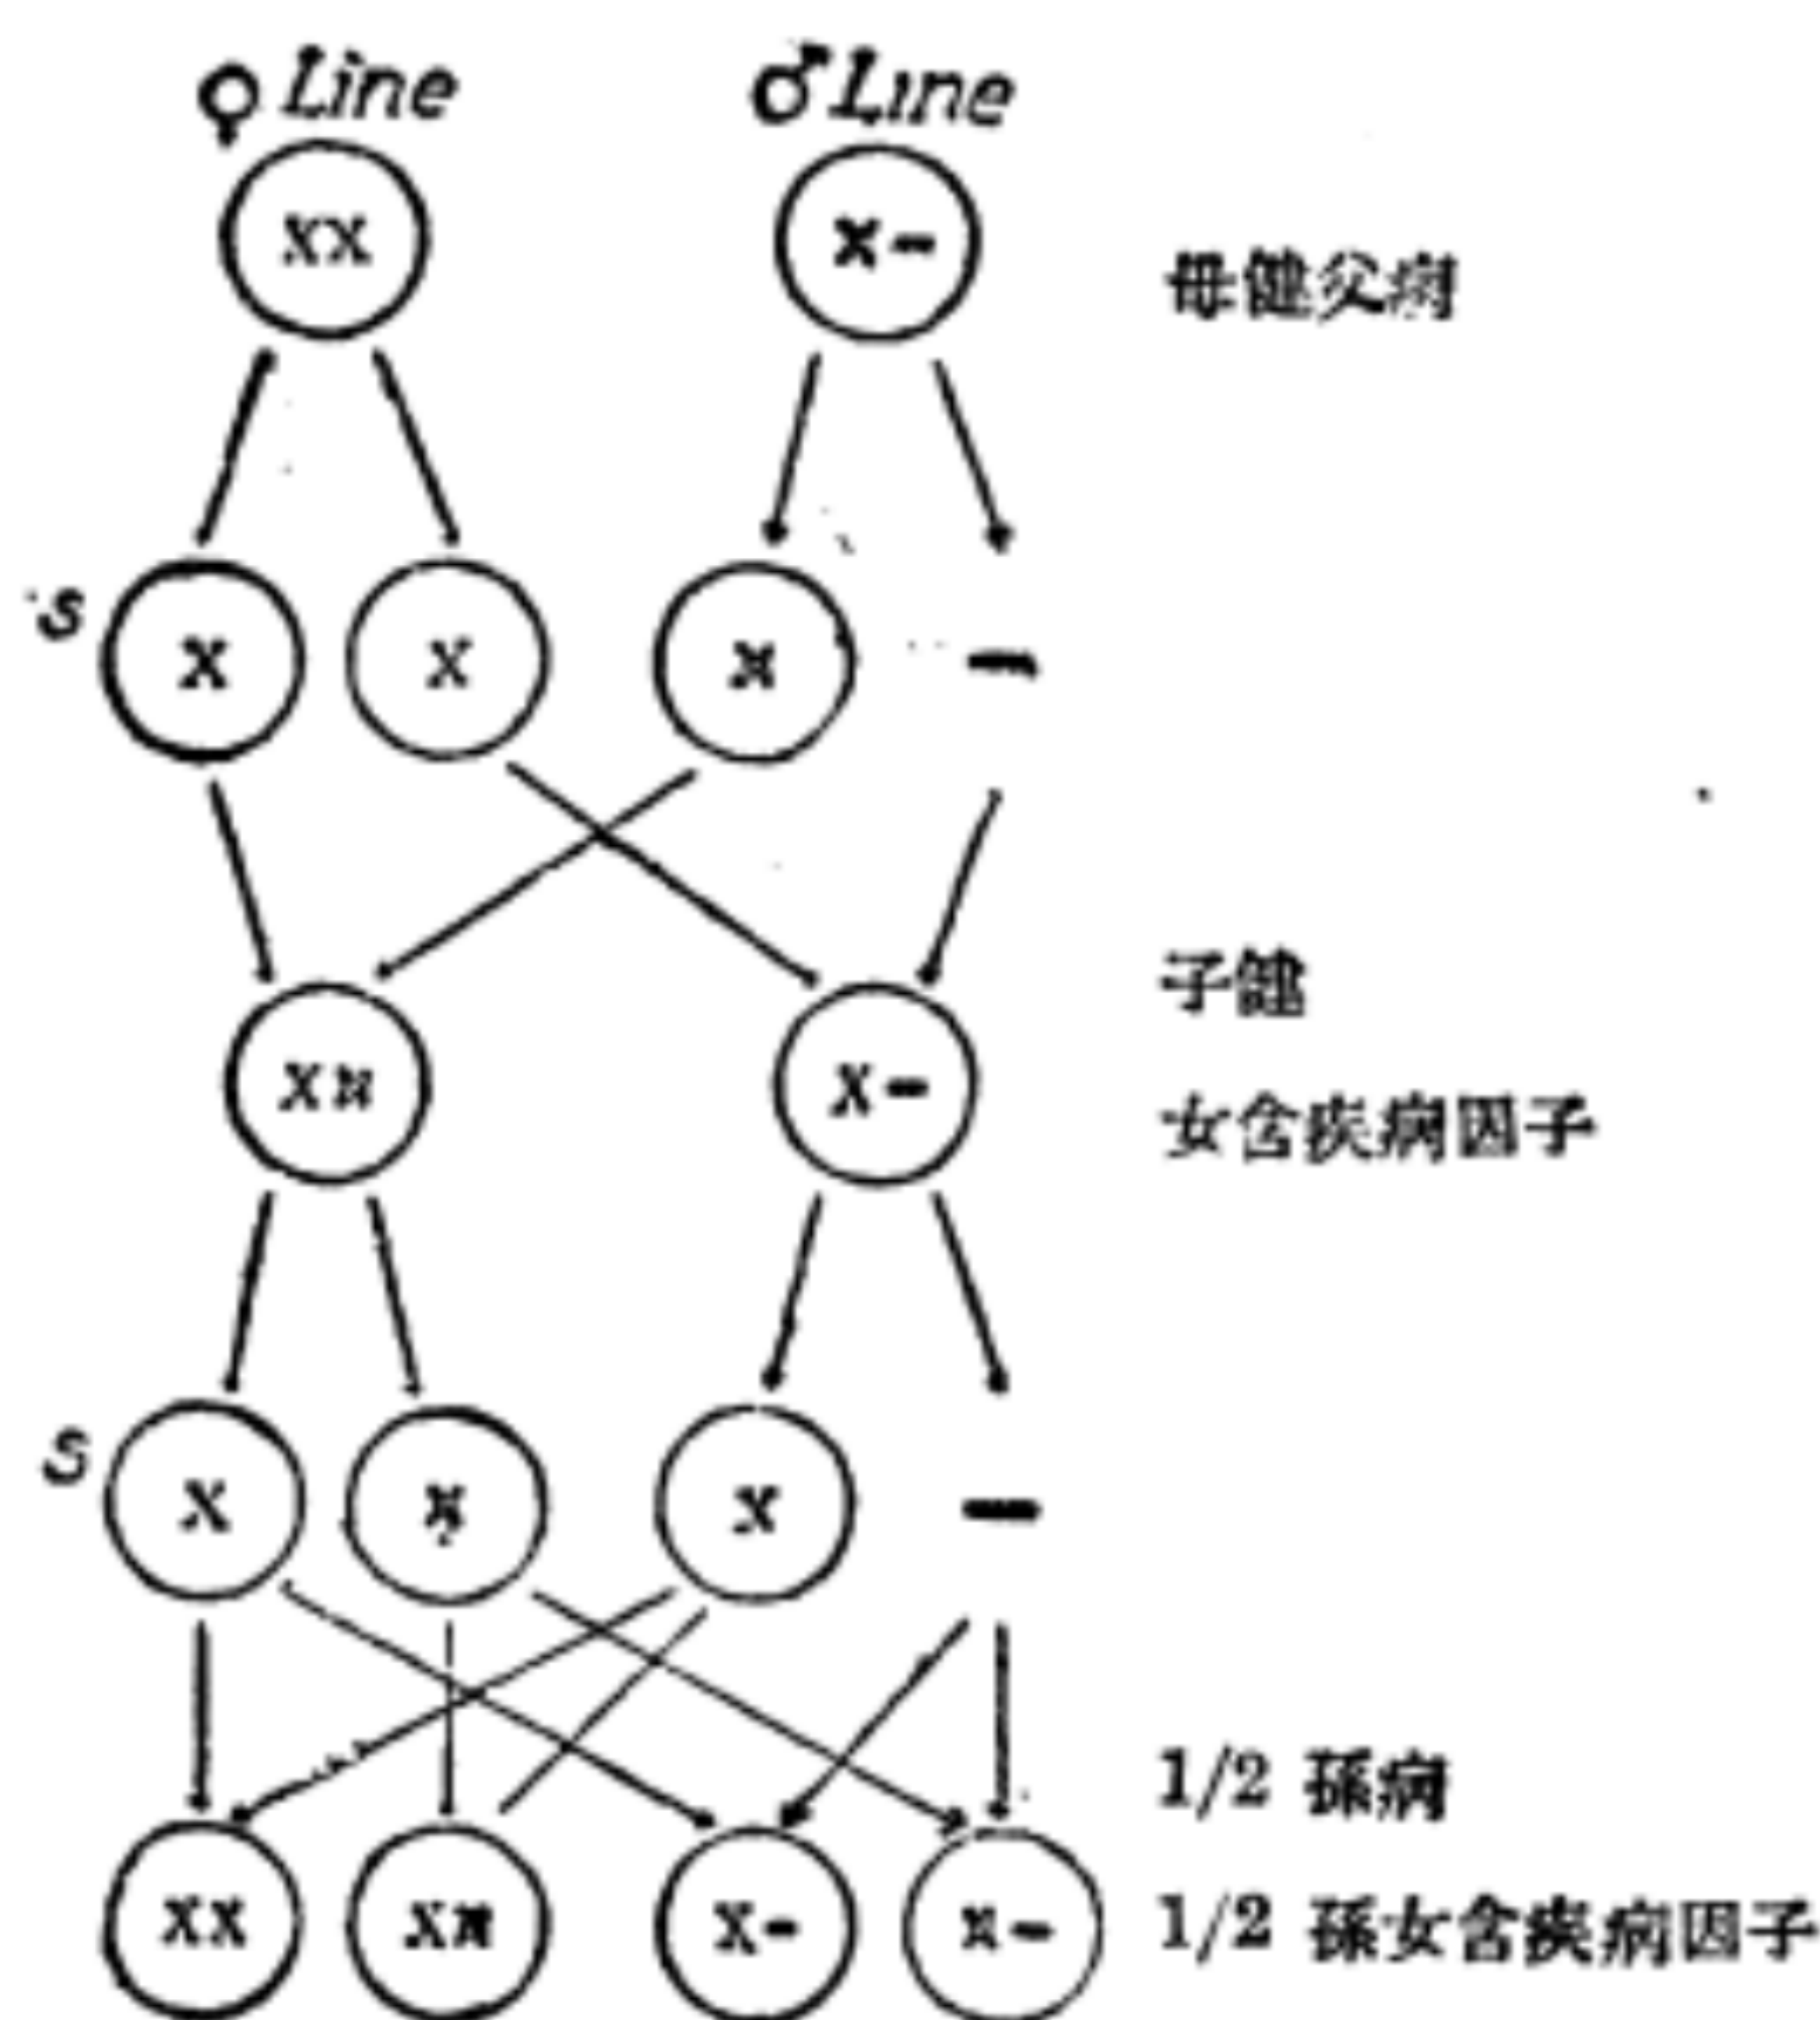 ♀ Line ♂ Line
XX X-
母健父病
S X X X -
子健
XX X-
女含疾病因子
S X X X -
1/2 孫病
XX XX X- X-
1/2 孫女含疾病因子